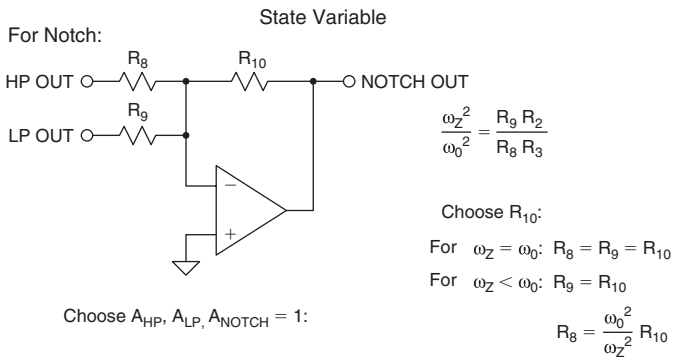 State Variable
For Notch:
R8
R10
HP OUT
NOTCH OUT
R9
LP OUT
ωZ² / ω0² = R9 R2 / R8 R3
−
+
Choose R10:
For ωZ = ω0: R8 = R9 = R10
For ωZ < ω0: R9 = R10
Choose AHP, ALP, ANOTCH = 1:
R8 = ω0² / ωZ² R10